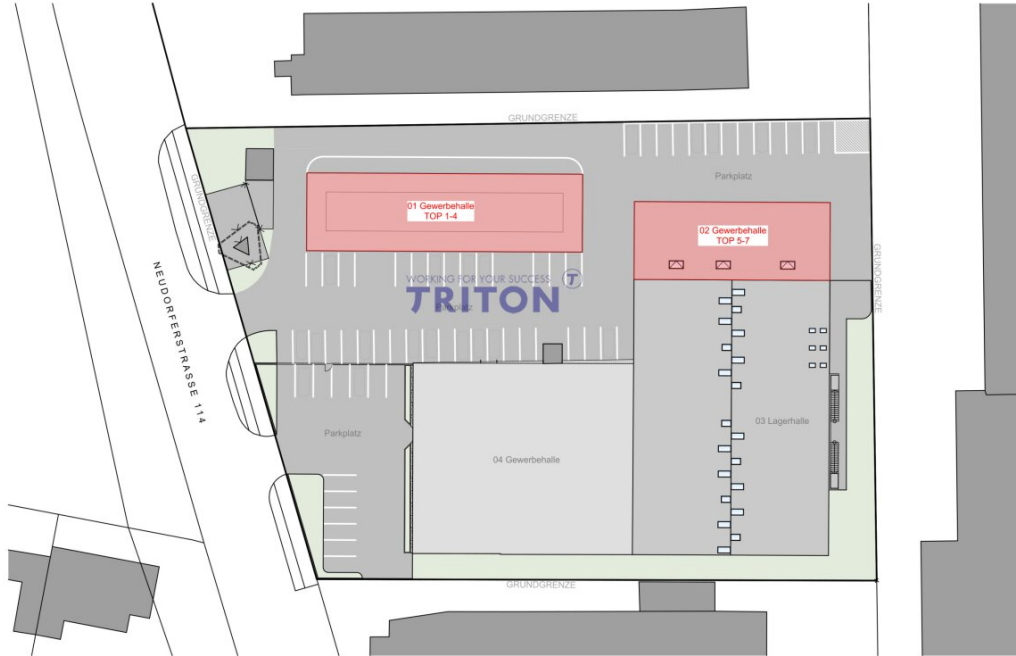 GRUNDGRENZE
GRUNDGRENZE
Parkplatz
01 Gewerbehalle
TOP 1-4
02 Gewerbehalle
TOP 5-7
GRUNDGRENZE
WORKING FOR YOUR SUCCESS
T
TRITON
Parkplatz
NEUDORFERSTRASSE 114
Parkplatz
03 Lagerhalle
04 Gewerbehalle
GRUNDGRENZE